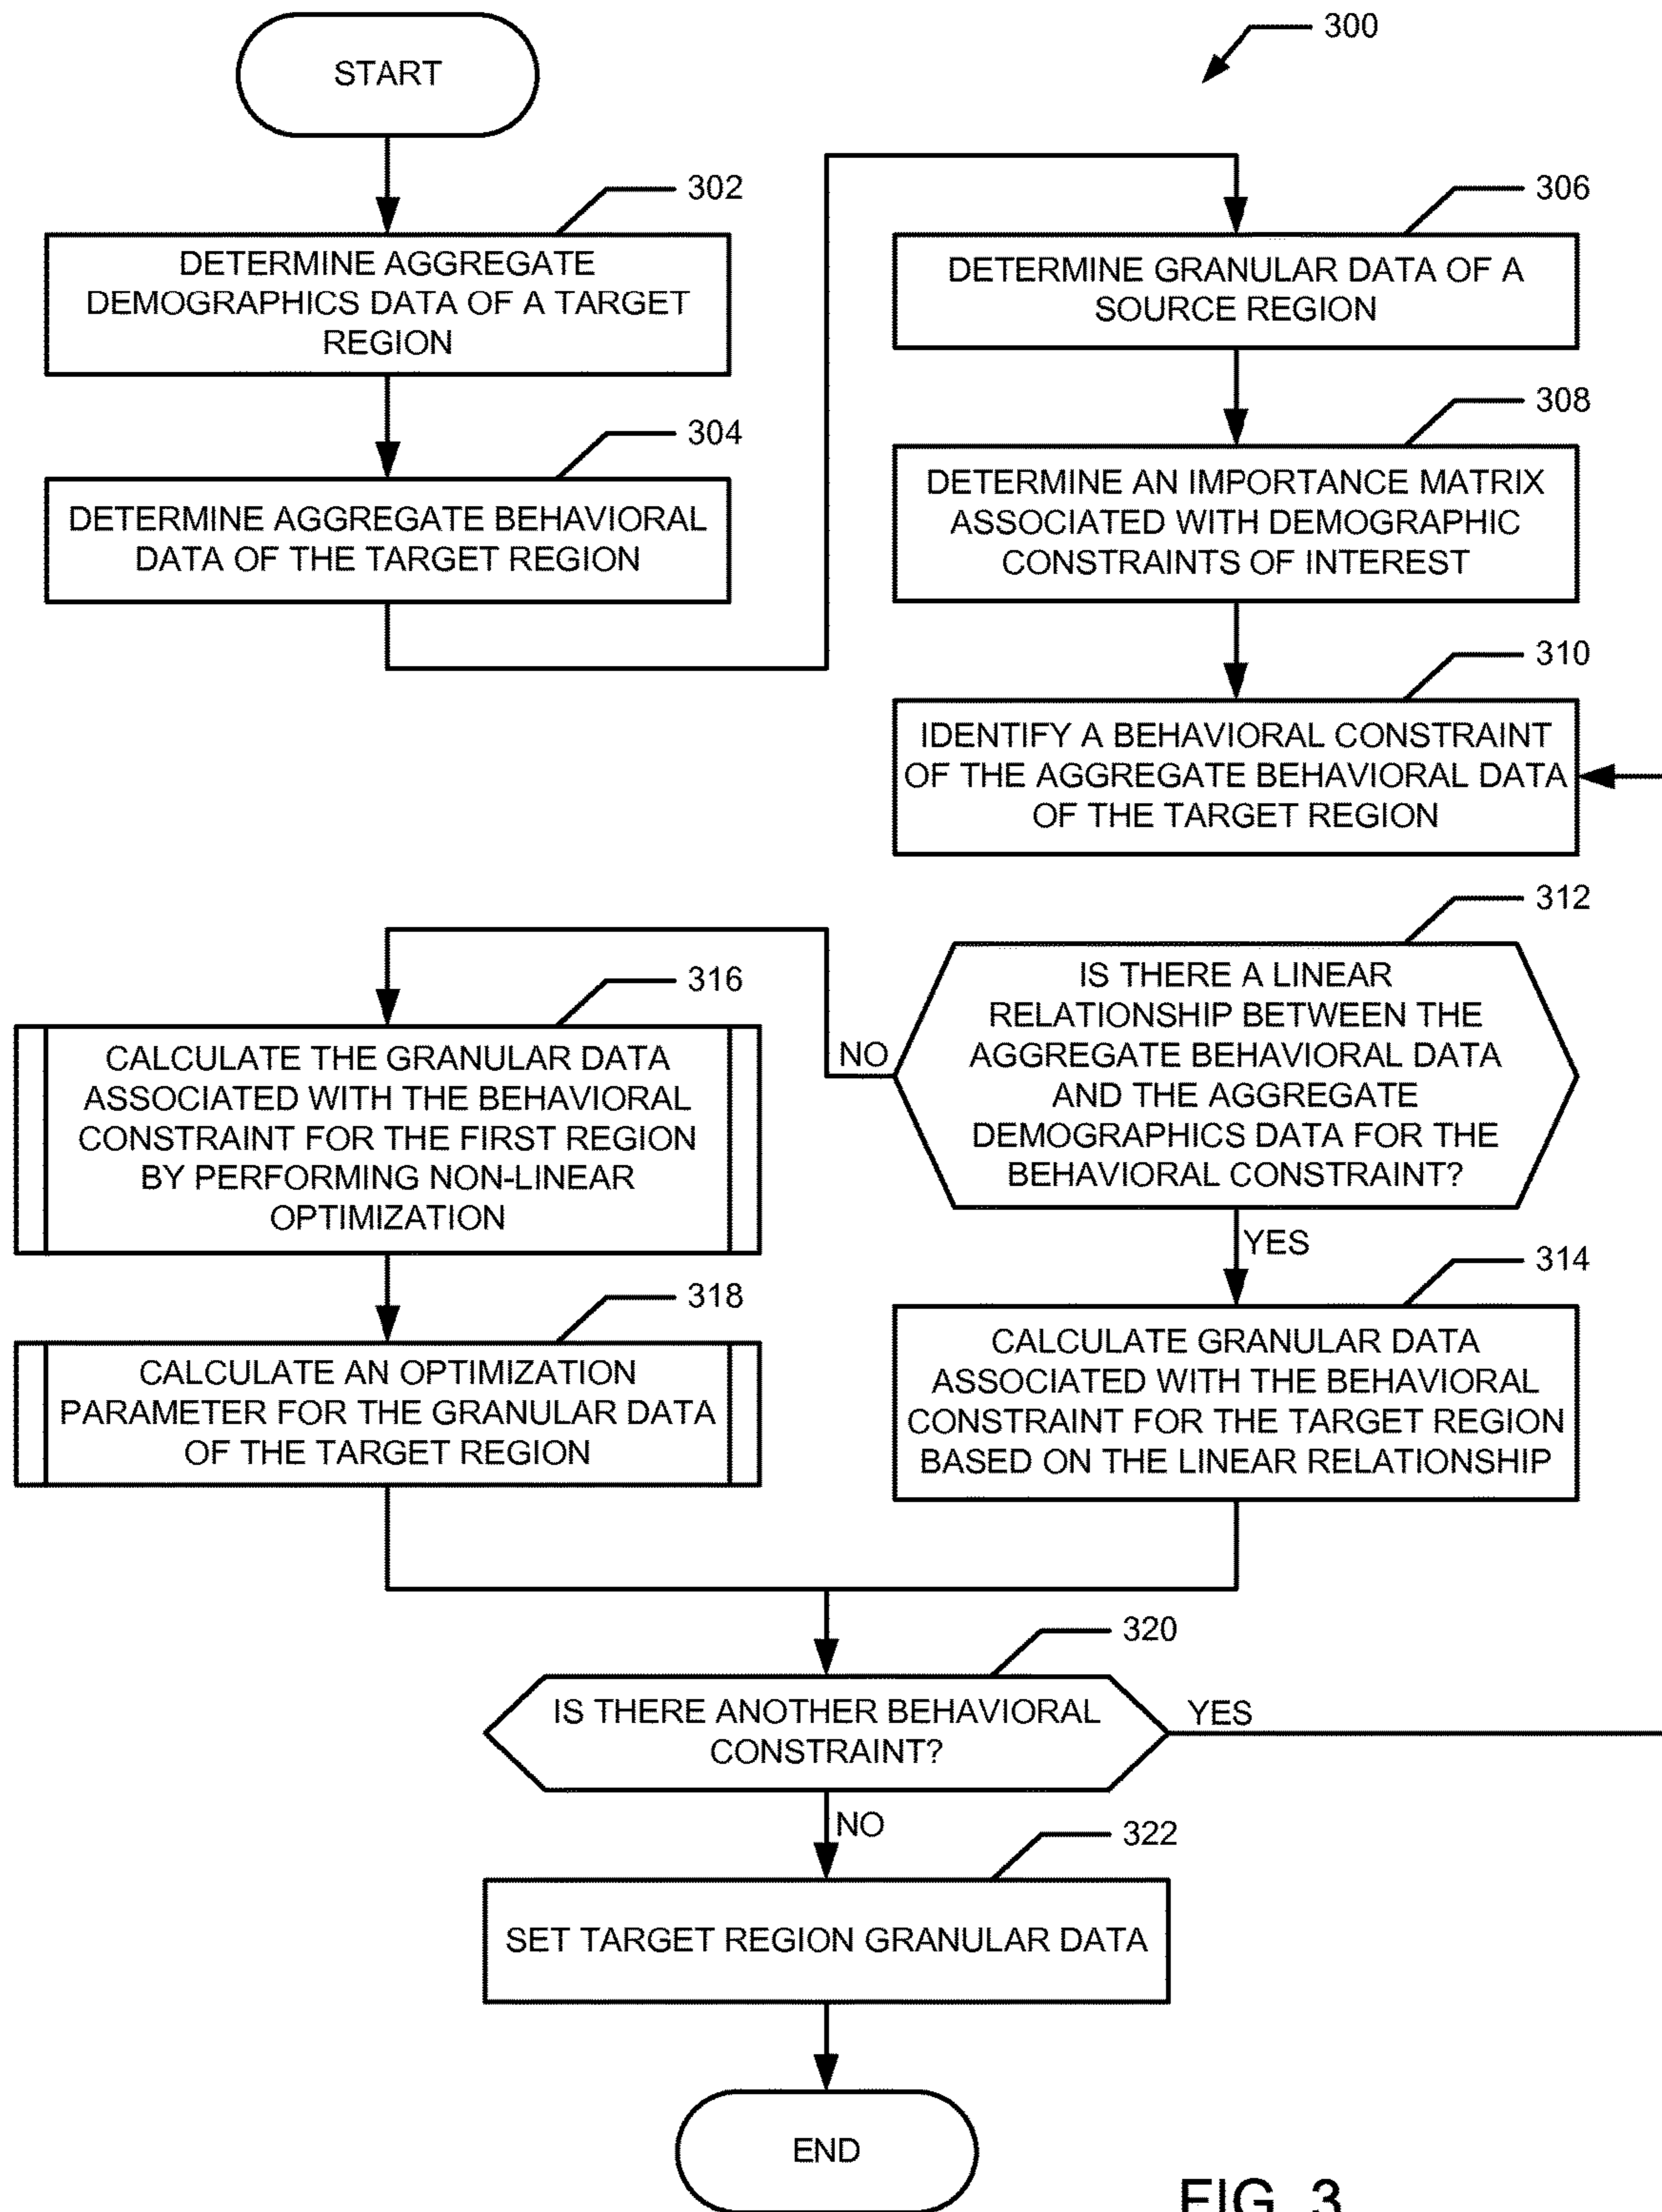 START
300
302
DETERMINE AGGREGATE
DEMOGRAPHICS DATA OF A TARGET
REGION
304
DETERMINE AGGREGATE BEHAVIORAL
DATA OF THE TARGET REGION
306
DETERMINE GRANULAR DATA OF A
SOURCE REGION
308
DETERMINE AN IMPORTANCE MATRIX
ASSOCIATED WITH DEMOGRAPHIC
CONSTRAINTS OF INTEREST
310
IDENTIFY A BEHAVIORAL CONSTRAINT
OF THE AGGREGATE BEHAVIORAL DATA
OF THE TARGET REGION
312
IS THERE A LINEAR
RELATIONSHIP BETWEEN THE
AGGREGATE BEHAVIORAL DATA
AND THE AGGREGATE
DEMOGRAPHICS DATA FOR THE
BEHAVIORAL CONSTRAINT?
NO
YES
316
CALCULATE THE GRANULAR DATA
ASSOCIATED WITH THE BEHAVIORAL
CONSTRAINT FOR THE FIRST REGION
BY PERFORMING NON-LINEAR
OPTIMIZATION
318
CALCULATE AN OPTIMIZATION
PARAMETER FOR THE GRANULAR DATA
OF THE TARGET REGION
314
CALCULATE GRANULAR DATA
ASSOCIATED WITH THE BEHAVIORAL
CONSTRAINT FOR THE TARGET REGION
BASED ON THE LINEAR RELATIONSHIP
320
IS THERE ANOTHER BEHAVIORAL
CONSTRAINT?
YES
NO
322
SET TARGET REGION GRANULAR DATA
END
FIG. 3